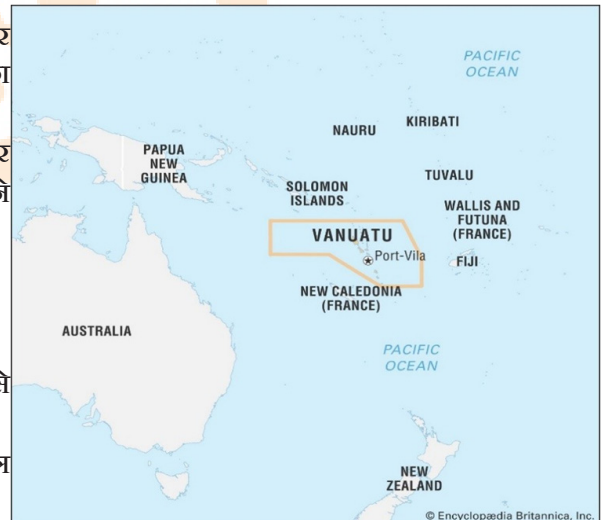 PACIFIC
OCEAN
NAURU
KIRIBATI
PAPUA
NEW
GUINEA
SOLOMON
ISLANDS
TUVALU
WALLIS AND
FUTUNA
(FRANCE)
VANUATU
Port-Vila
FIJI
NEW CALEDONIA
(FRANCE)
AUSTRALIA
PACIFIC
OCEAN
NEW
ZEALAND
© Encyclopædia Britannica, Inc.